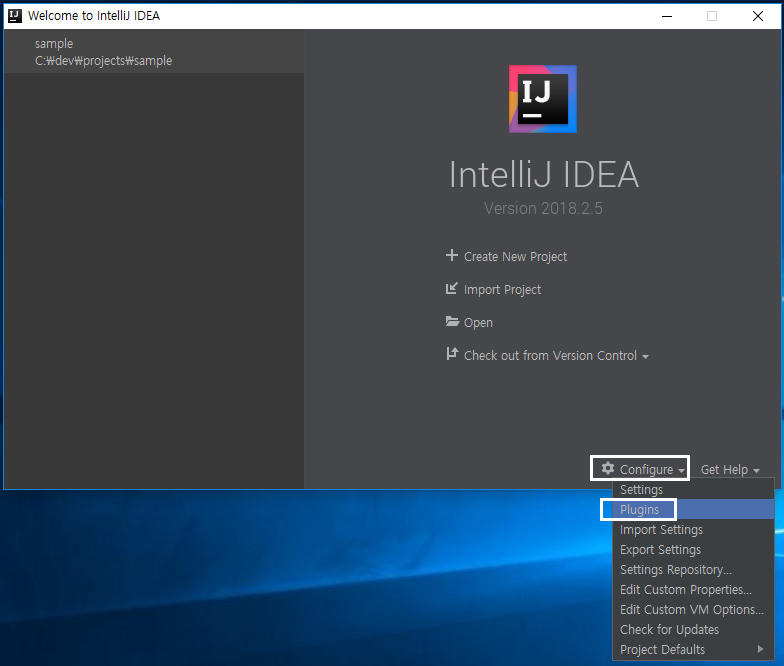 Welcome to IntelliJ IDEA
sample
C:₩dev₩projects₩sample
IJ
IntelliJ IDEA
Version 2018.2.5
Create New Project
Import Project
Open
Check out from Version Control
Configure
Get Help
Settings
Plugins
Import Settings
Export Settings
Settings Repository...
Edit Custom Properties...
Edit Custom VM Options...
Check for Updates
Project Defaults